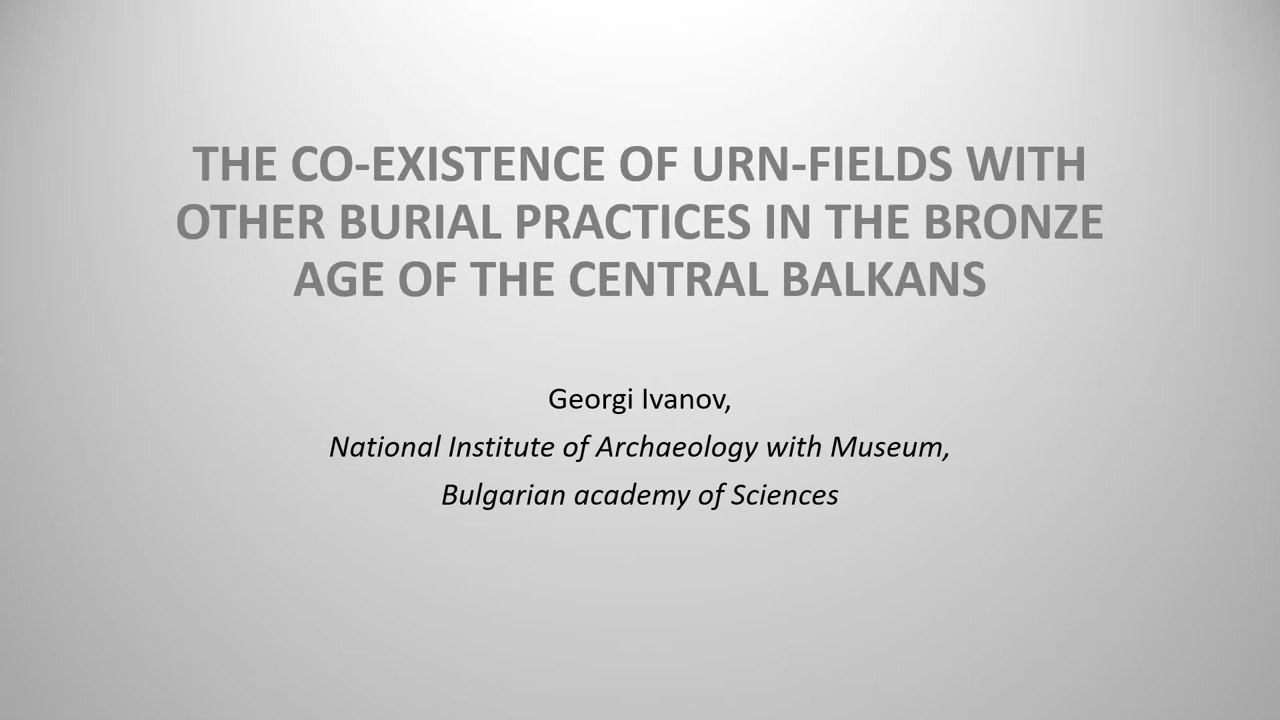 THE CO-EXISTENCE OF URN-FIELDS WITH
OTHER BURIAL PRACTICES IN THE BRONZE
AGE OF THE CENTRAL BALKANS
Georgi Ivanov,
National Institute of Archaeology with Museum,
Bulgarian academy of Sciences